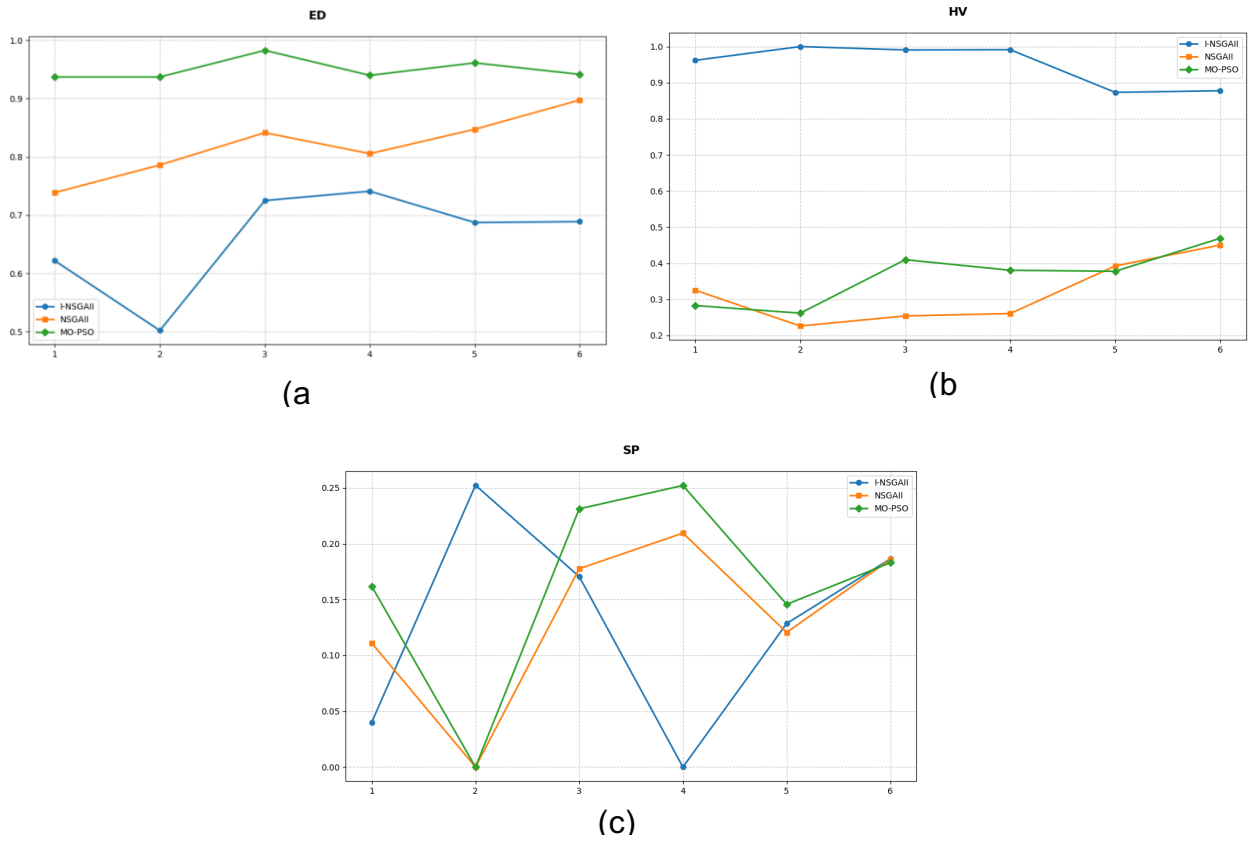 ED
1.0
0.9
0.8
0.7
0.6
0.5
I-NSGAII
NSGAII
MO-PSO
1 2 3 4 5 6
(a
HV
1.0
0.9
0.8
0.7
0.6
0.5
0.4
0.3
0.2
I-NSGAII
NSGAII
MO-PSO
1 2 3 4 5 6
(b
SP
0.25
0.20
0.15
0.10
0.05
0.00
I-NSGAII
NSGAII
MO-PSO
1 2 3 4 5 6
(c)